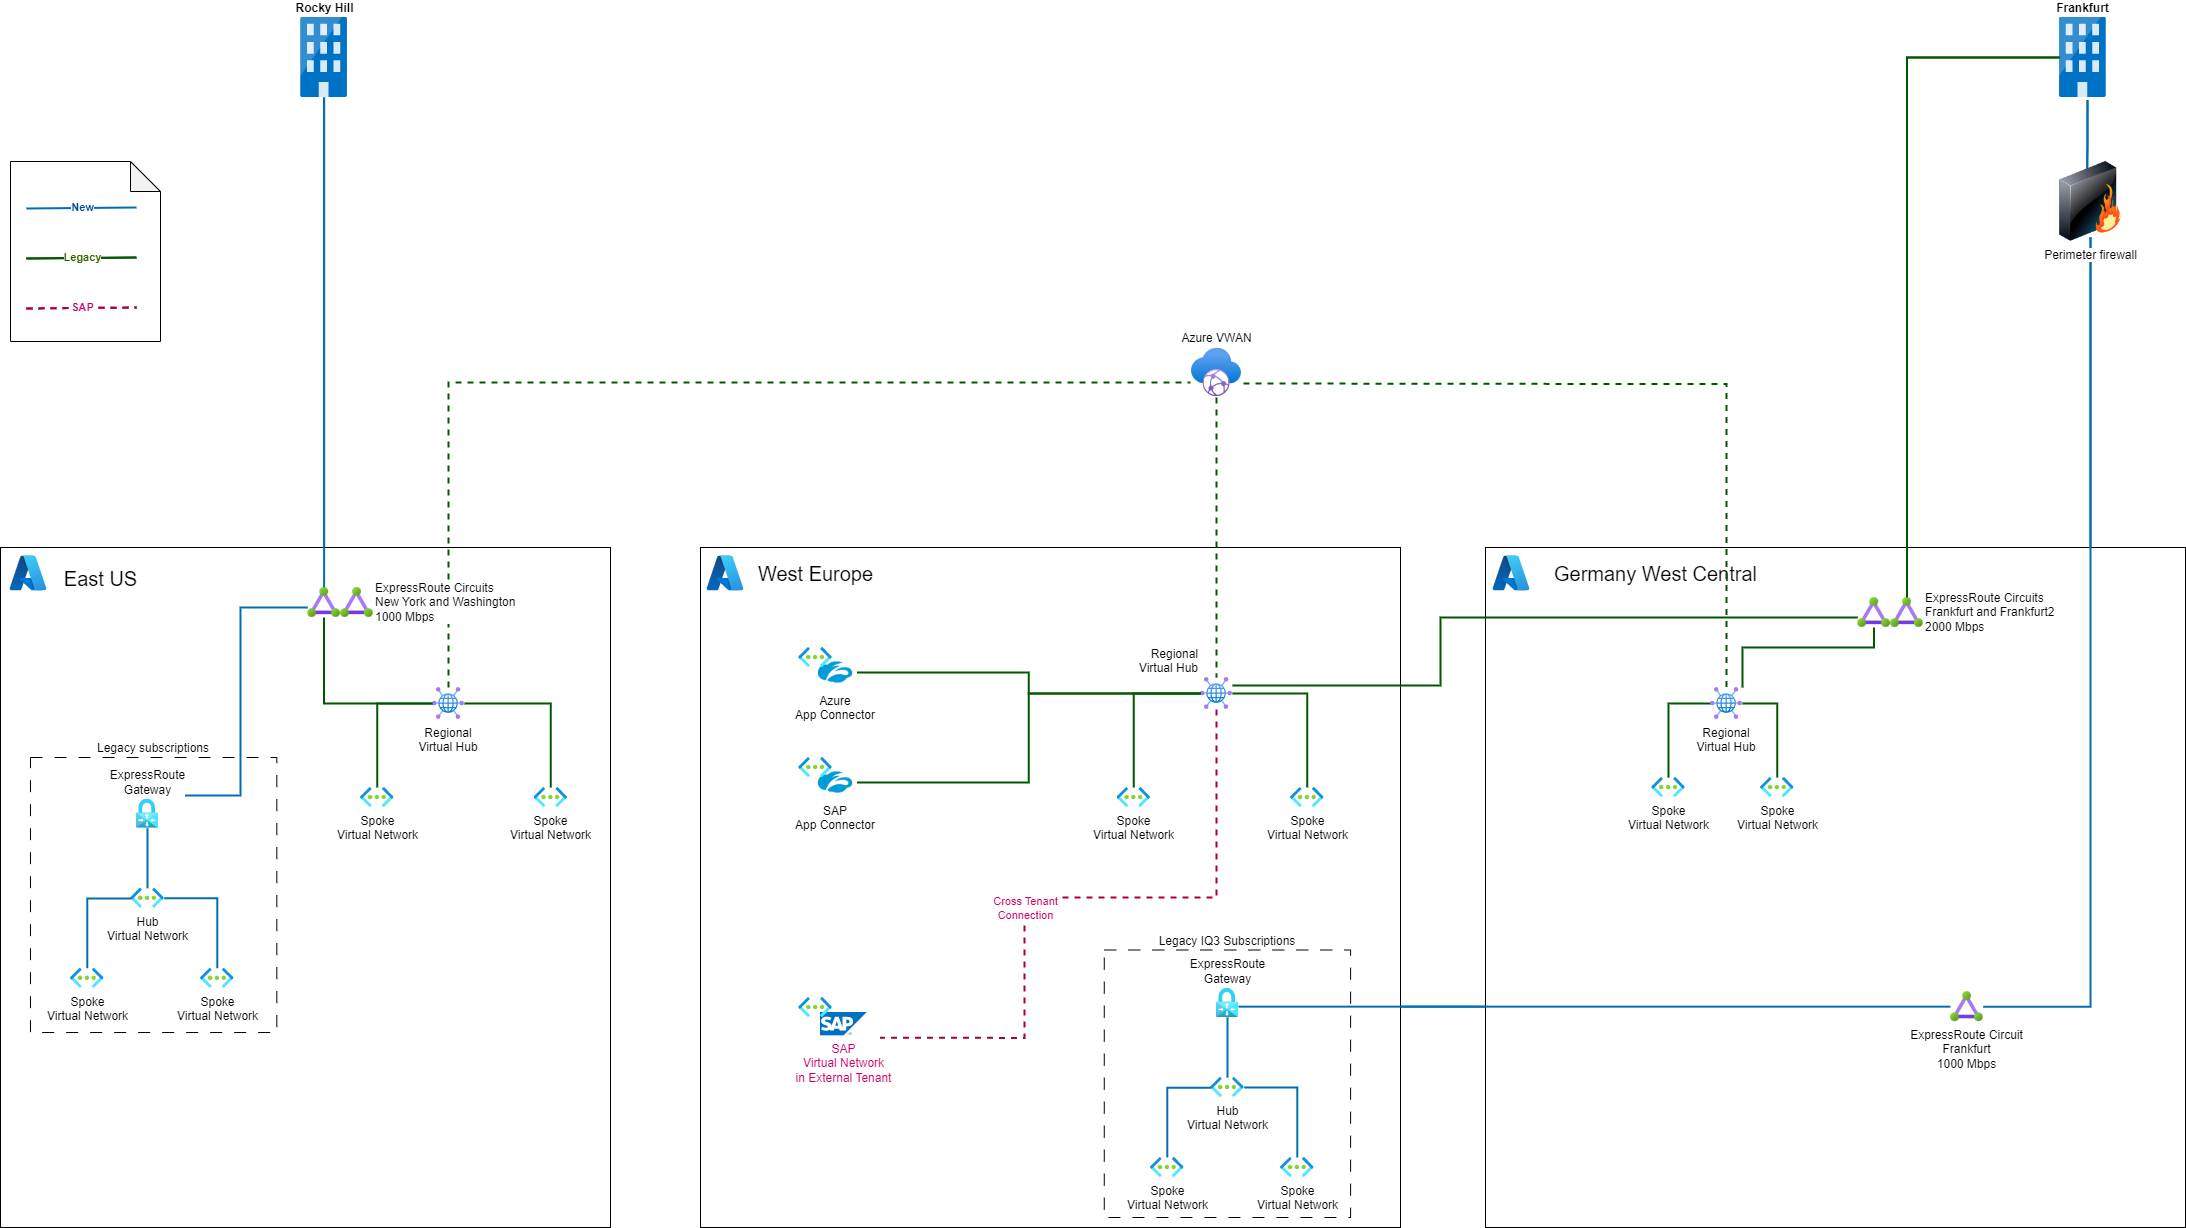 Rocky Hill
Frankfurt
New
Legacy
SAP
Perimeter firewall
Azure VWAN
East US
ExpressRoute Circuits
New York and Washington
1000 Mbps
West Europe
Germany West Central
ExpressRoute Circuits
Frankfurt and Frankfurt2
2000 Mbps
Regional
Virtual Hub
Azure
App Connector
Regional
Virtual Hub
Regional
Virtual Hub
Legacy subscriptions
ExpressRoute
Gateway
Spoke
Virtual Network
Spoke
Virtual Network
SAP
App Connector
Spoke
Virtual Network
Spoke
Virtual Network
Spoke
Virtual Network
Spoke
Virtual Network
Hub
Virtual Network
Spoke
Virtual Network
Spoke
Virtual Network
Cross Tenant
Connection
Legacy IQ3 Subscriptions
ExpressRoute
Gateway
SAP
SAP
Virtual Network
in External Tenant
ExpressRoute Circuit
Frankfurt
1000 Mbps
Hub
Virtual Network
Spoke
Virtual Network
Spoke
Virtual Network